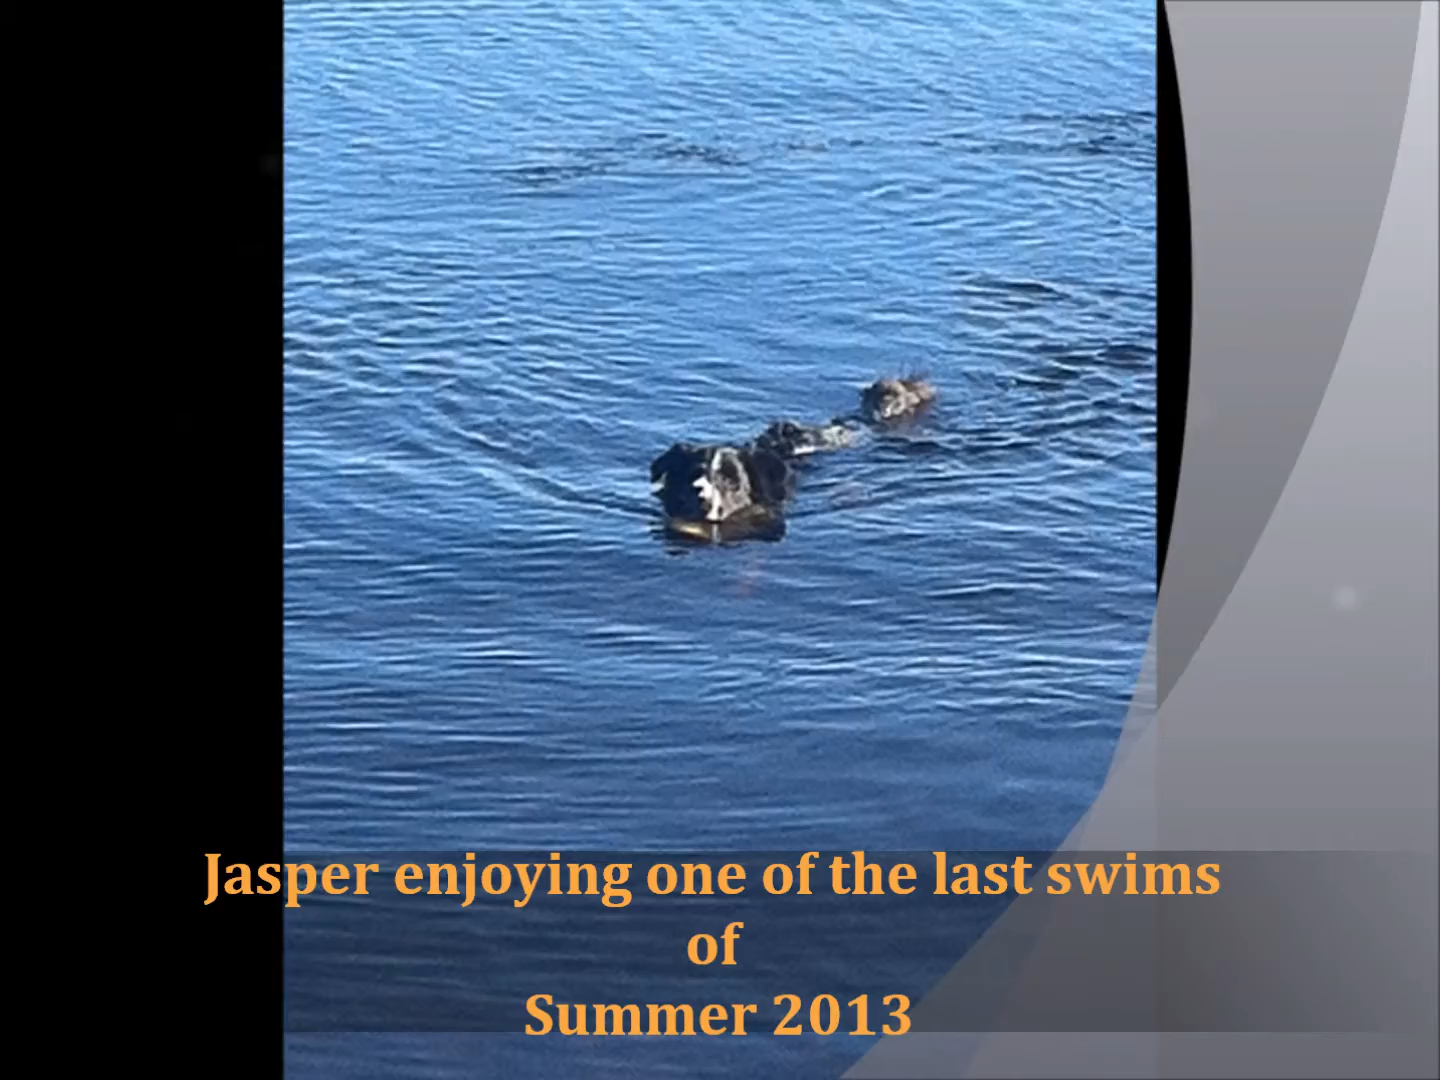 Jasper enjoying one of the last swims
of
Summer 2013